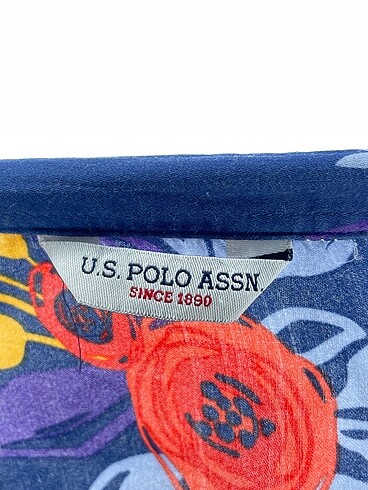 U.S. POLO ASSN.
SINCE 1890